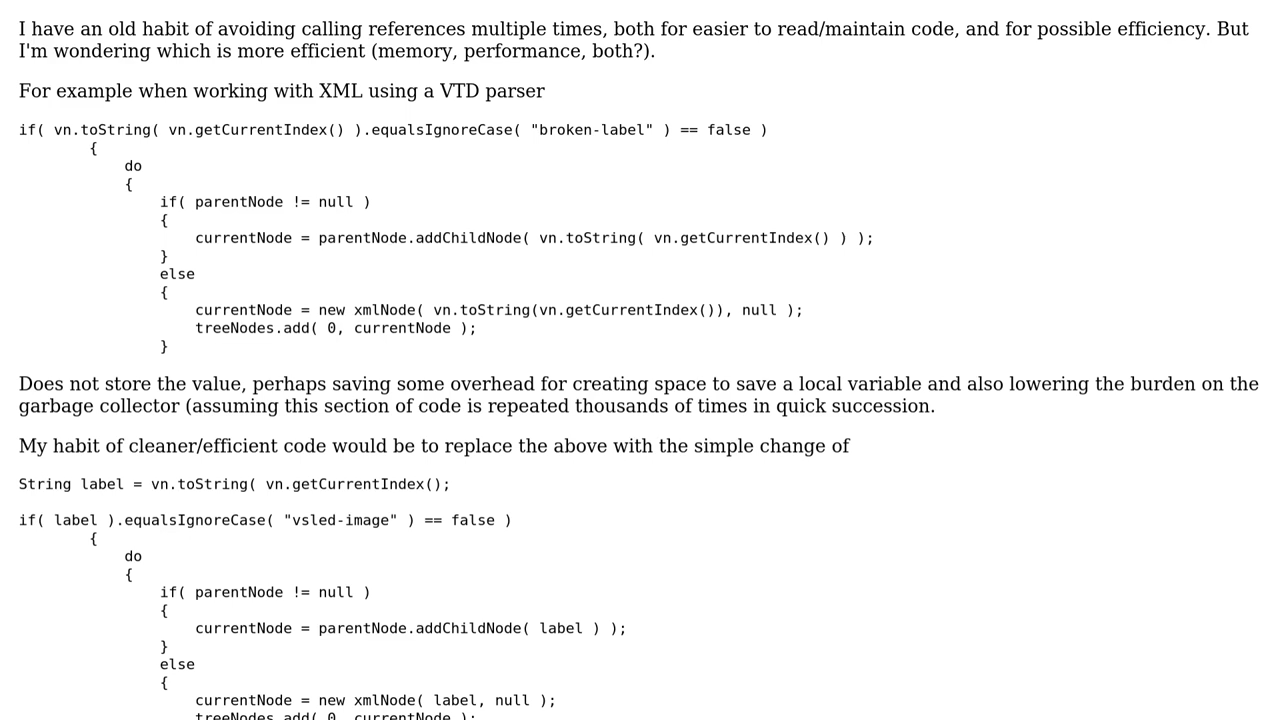 I have an old habit of avoiding calling references multiple times, both for easier to read/maintain code, and for possible efficiency. But
I'm wondering which is more efficient (memory, performance, both?).
For example when working with XML using a VTD parser
if( vn.toString( vn.getCurrentIndex() ).equalsIgnoreCase( "broken-label" ) == false )
{
do
{
if( parentNode != null )
{
currentNode = parentNode.addChildNode( vn.toString( vn.getCurrentIndex() ) );
}
else
{
currentNode = new xmlNode( vn.toString(vn.getCurrentIndex()), null );
treeNodes.add( 0, currentNode );
}
Does not store the value, perhaps saving some overhead for creating space to save a local variable and also lowering the burden on the
garbage collector (assuming this section of code is repeated thousands of times in quick succession.
My habit of cleaner/efficient code would be to replace the above with the simple change of
String label = vn.toString( vn.getCurrentIndex();
if( label ).equalsIgnoreCase( "vsled-image" ) == false )
{
do
{
if( parentNode != null )
{
currentNode = parentNode.addChildNode( label ) );
}
else
{
currentNode = new xmlNode( label, null );
treeNodes.add( 0, currentNode );